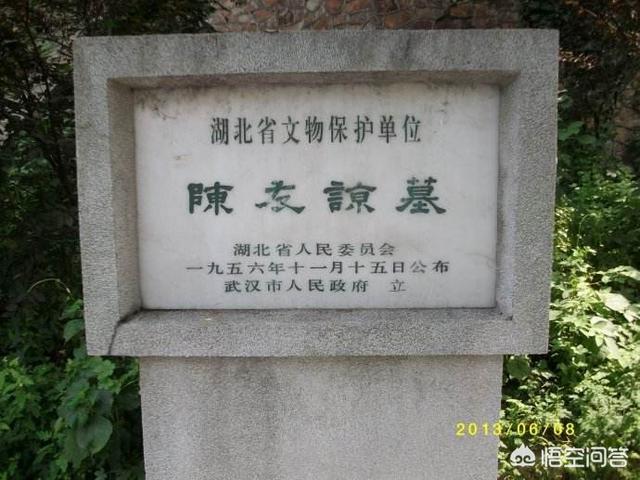 湖北省文物保护单位
陳友諒墓
湖北省人民委员会
一九五六年十一月十五日公布
武汉市人民政府 立
2013/06/08
悟空问答